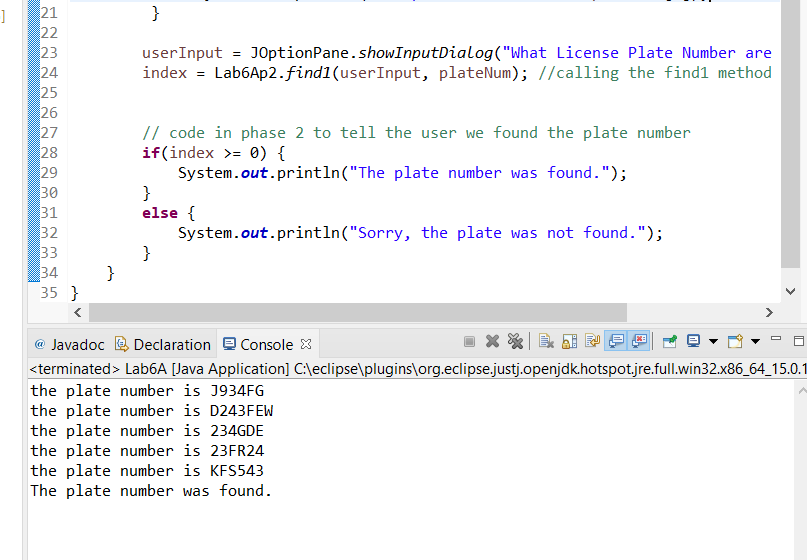 ]
21 }
22
23 userInput = JOptionPane.showInputDialog("What License Plate Number are
24 index = Lab6Ap2.find1(userInput, plateNum); //calling the find1 method
25
26
27 // code in phase 2 to tell the user we found the plate number
28 if(index >= 0) {
29 System.out.println("The plate number was found.");
30 }
31 else {
32 System.out.println("Sorry, the plate was not found.");
33 }
34 }
35 }
@ Javadoc Declaration Console
<terminated> Lab6A [Java Application] C:\eclipse\plugins\org.eclipse.justj.openjdk.hotspot.jre.full.win32.x86_64_15.0.1
the plate number is J934FG
the plate number is D243FEW
the plate number is 234GDE
the plate number is 23FR24
the plate number is KFS543
The plate number was found.